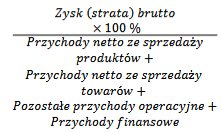 Zysk (strata) brutto
× 100 %
Przychody netto ze sprzedaży
produktów +
Przychody netto ze sprzedaży
towarów +
Pozostałe przychody operacyjne +
Przychody finansowe